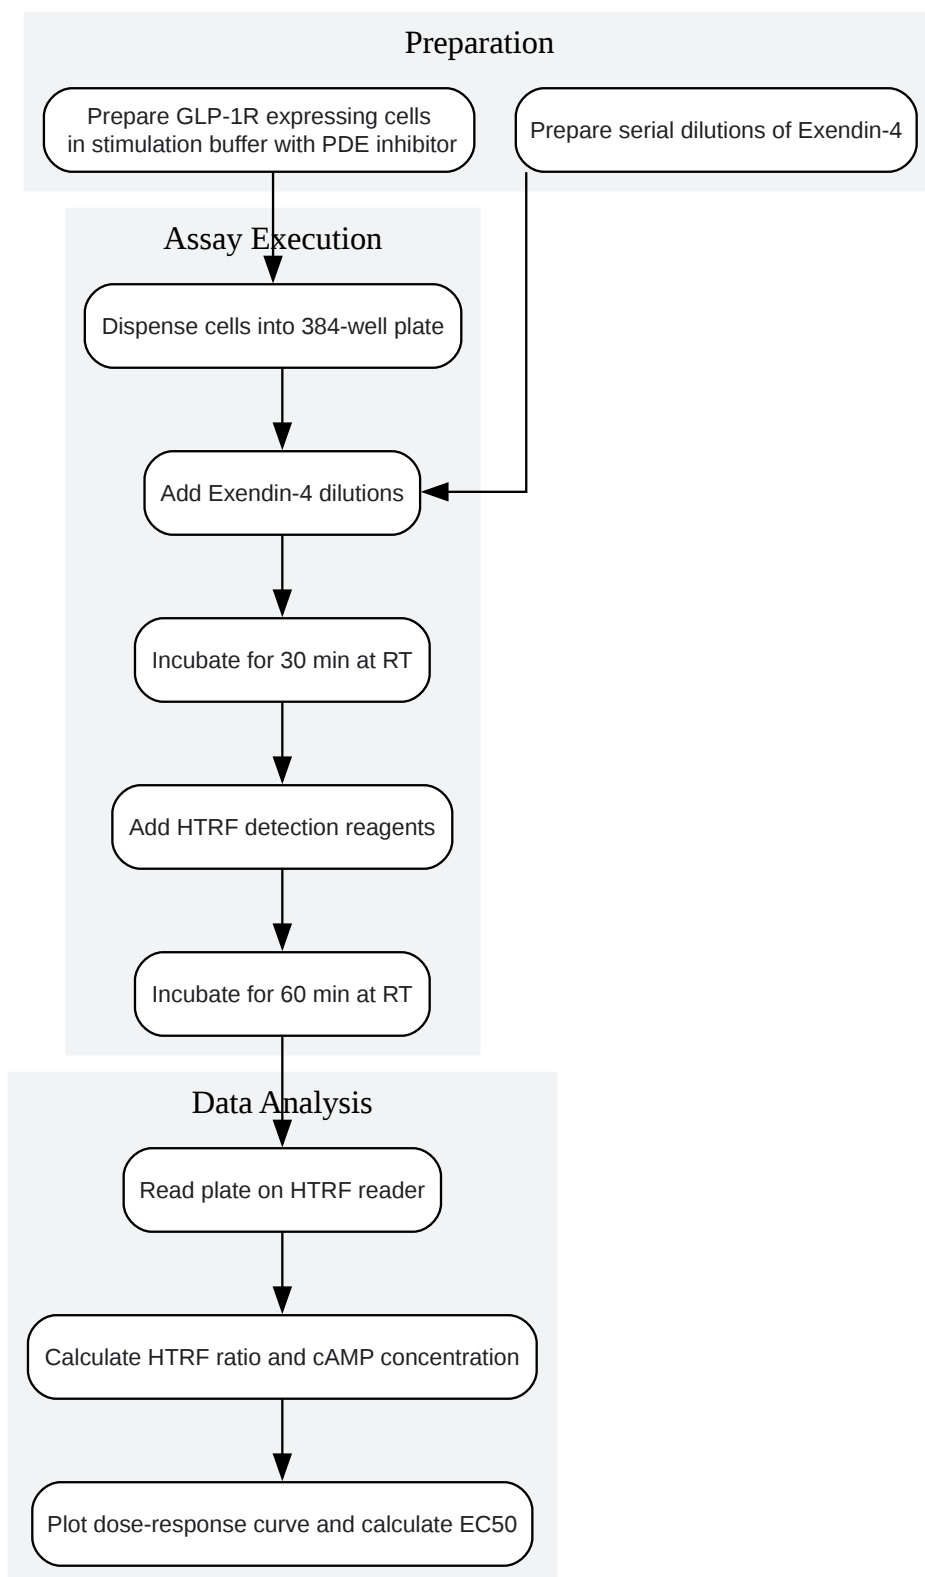 Preparation
Prepare GLP-1R expressing cells
in stimulation buffer with PDE inhibitor
Prepare serial dilutions of Exendin-4
Assay Execution
Dispense cells into 384-well plate
Add Exendin-4 dilutions
Incubate for 30 min at RT
Add HTRF detection reagents
Incubate for 60 min at RT
Data Analysis
Read plate on HTRF reader
Calculate HTRF ratio and cAMP concentration
Plot dose-response curve and calculate EC50